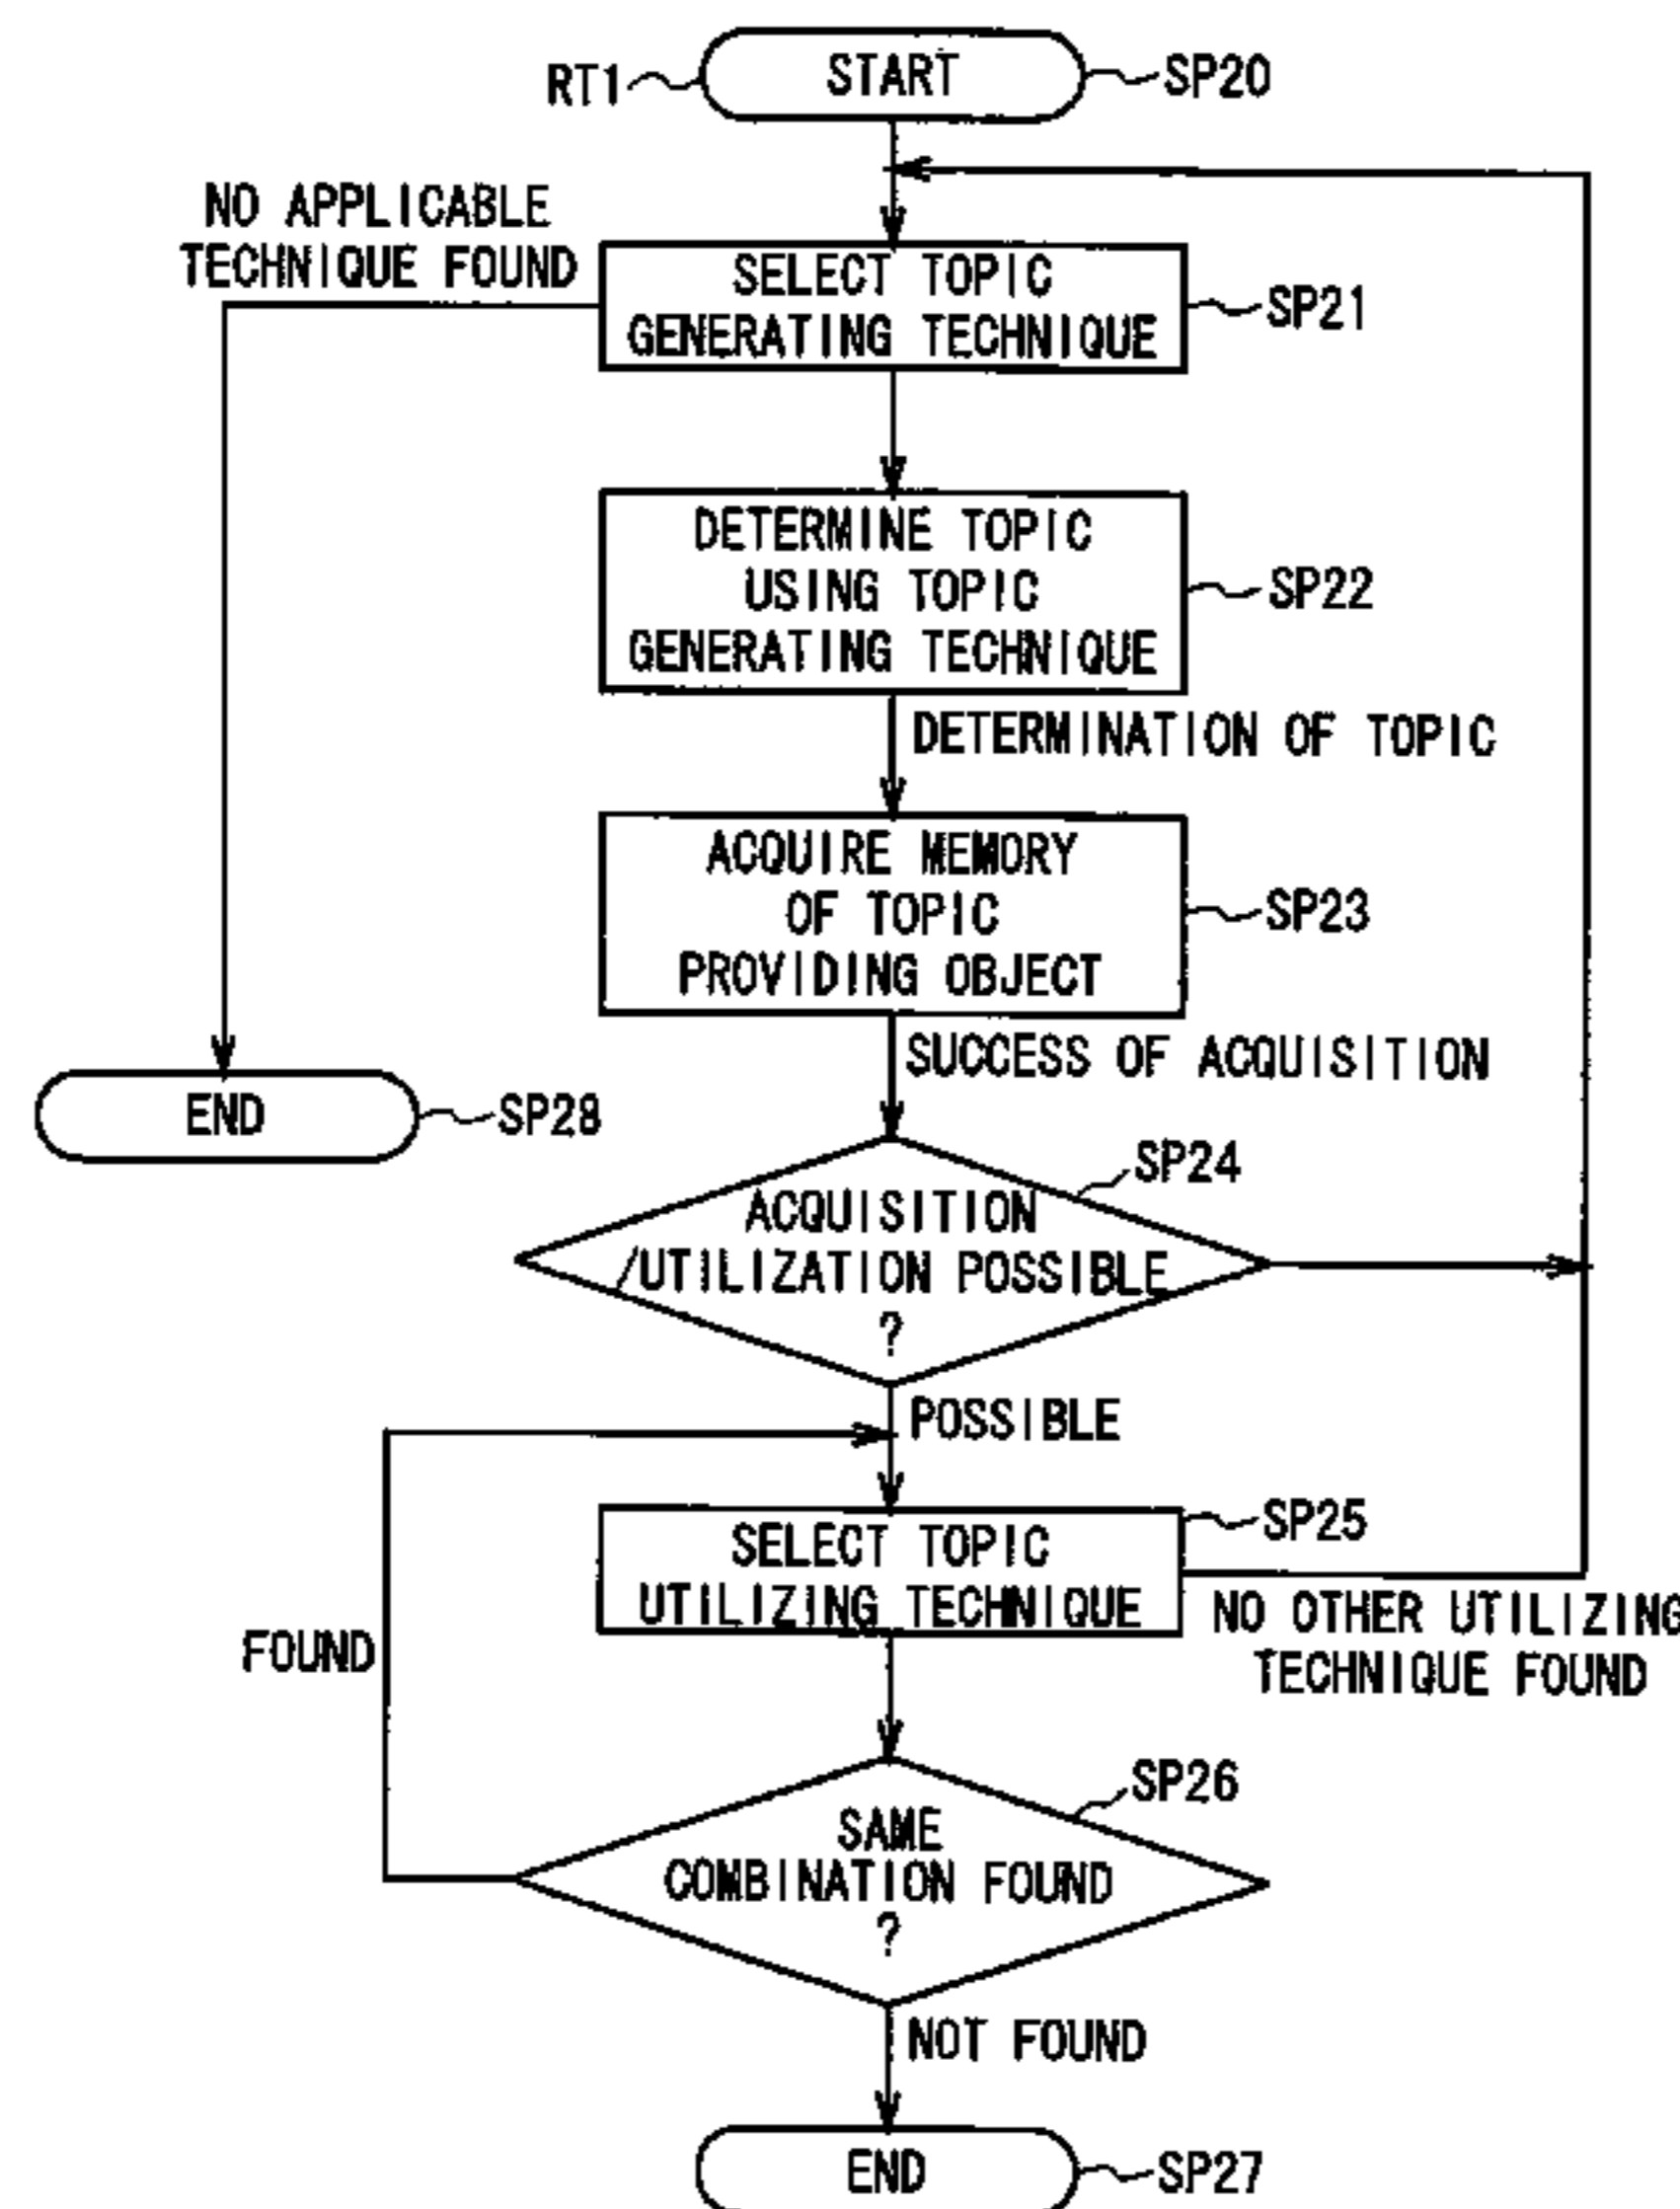 RT1
START
SP20
NO APPLICABLE
TECHNIQUE FOUND
SELECT TOPIC
GENERATING TECHNIQUE
SP21
DETERMINE TOPIC
USING TOPIC
GENERATING TECHNIQUE
SP22
DETERMINATION OF TOPIC
ACQUIRE MEMORY
OF TOPIC
PROVIDING OBJECT
SP23
SUCCESS OF ACQUISITION
END
SP28
SP24
ACQUISITION
/UTILIZATION POSSIBLE
?
POSSIBLE
SELECT TOPIC
UTILIZING TECHNIQUE
SP25
NO OTHER UTILIZING
TECHNIQUE FOUND
FOUND
SP26
SAME
COMBINATION FOUND
?
NOT FOUND
END
SP27